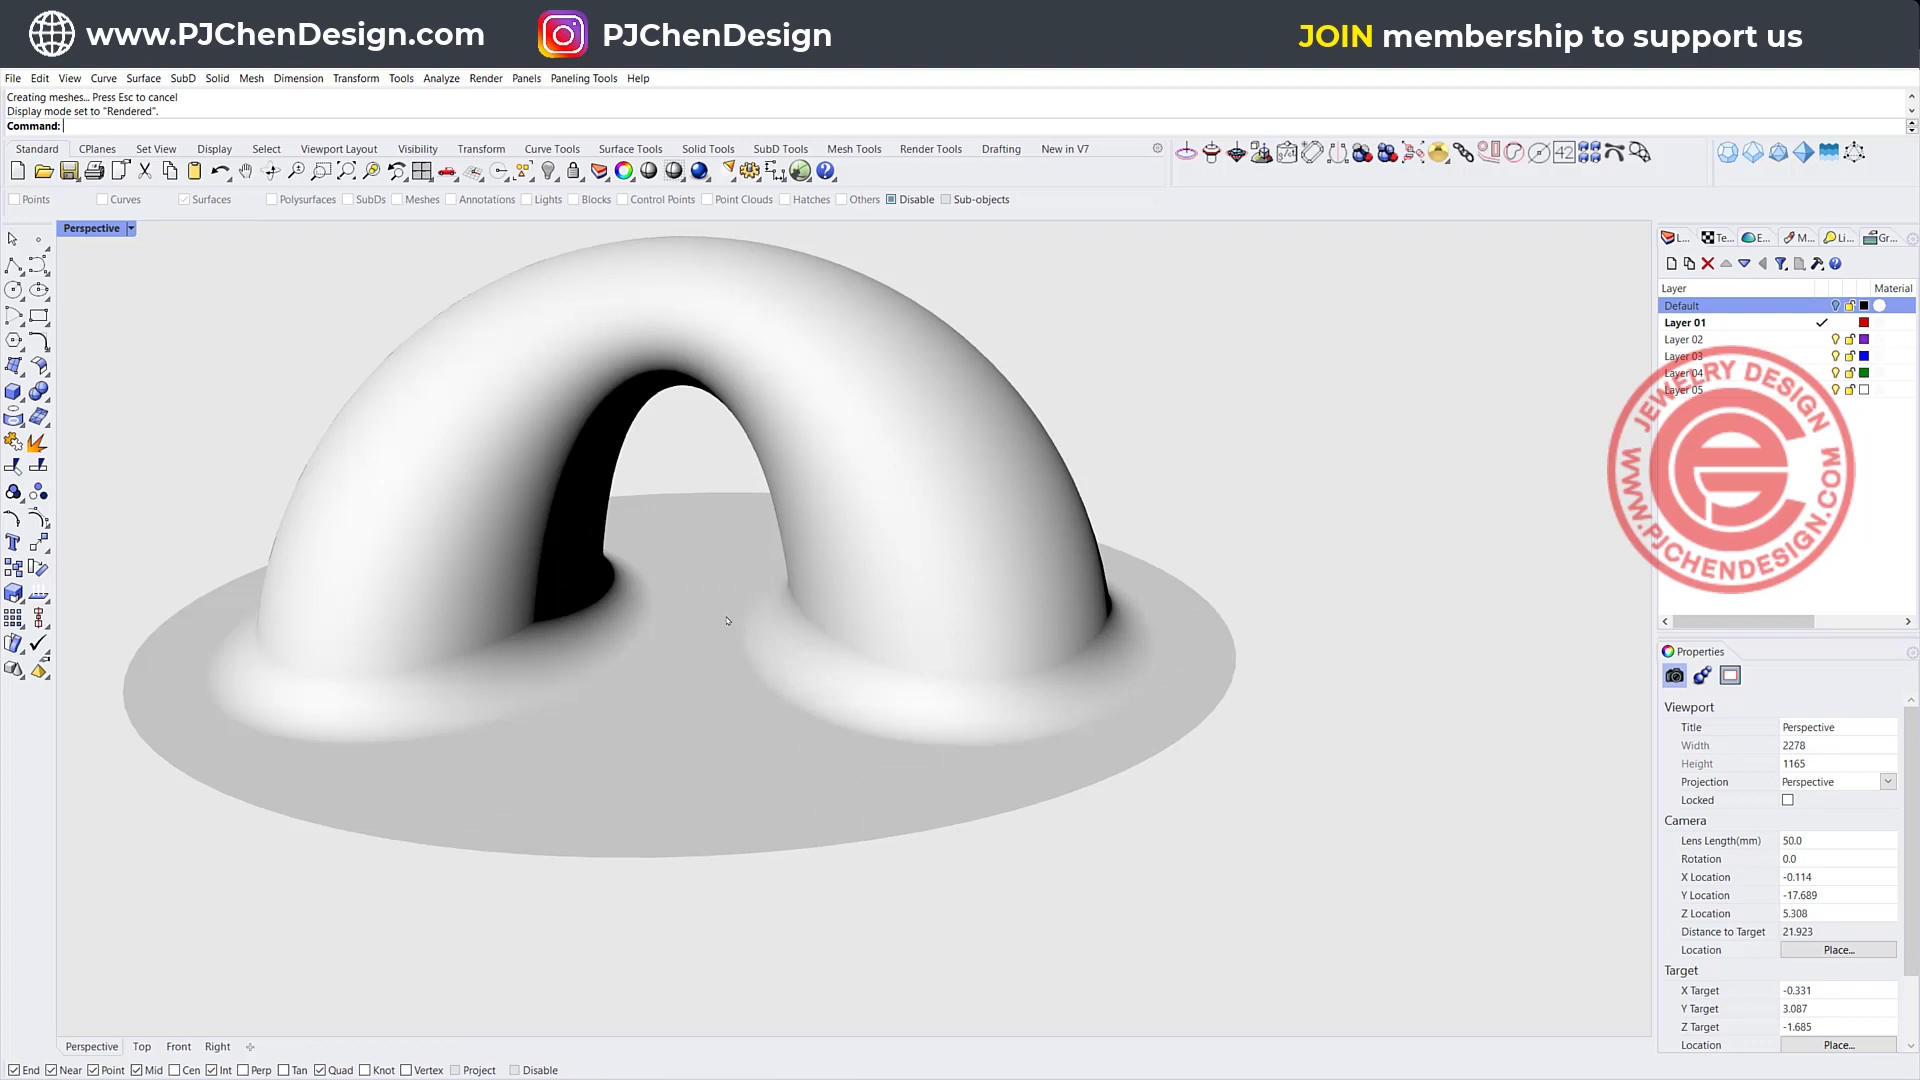 www.PJChenDesign.com PJChenDesign JOIN membership to support us
File Edit View Curve Surface SubD Solid Mesh Dimension Transform Tools Analyze Render Panels Paneling Tools Help
Creating meshes... Press Esc to cancel
Display mode set to "Rendered".
Command:
Standard CPlanes Set View Display Select Viewport Layout Visibility Transform Curve Tools Surface Tools Solid Tools SubD Tools Mesh Tools Render Tools Drafting New in V7
42
Points Curves Surfaces Polysurfaces SubDs Meshes Annotations Lights Blocks Control Points Point Clouds Hatches Others Disable Sub-objects
Perspective
L... Te... E... M... Li... Gr...
Layer Material
Default
Layer 01
Layer 02
Layer 03
Layer 04
Layer 05
JEWELRY DESIGN
WWW.PJCHENDESIGN.COM
Properties
Viewport
Title Perspective
Width 2278
Height 1165
Projection Perspective
Locked
Camera
Lens Length(mm) 50.0
Rotation 0.0
X Location -0.114
Y Location -17.689
Z Location 5.308
Distance to Target 21.923
Location Place...
Target
X Target -0.331
Y Target 3.087
Z Target -1.685
Location Place...
Perspective Top Front Right
End Near Point Mid Cen Int Perp Tan Quad Knot Vertex Project Disable